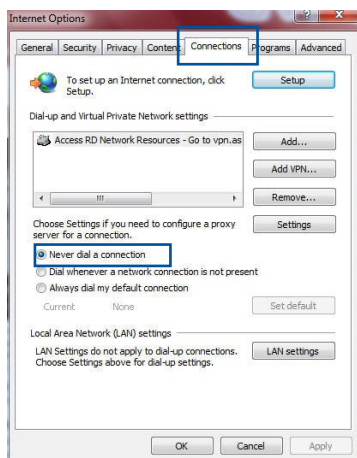 Internet Options
General Security Privacy Content Connections Programs Advanced
To set up an Internet connection, click
Setup.
Setup
Dial-up and Virtual Private Network settings
Access RD Network Resources - Go to vpn.as
Add...
Add VPN...
Remove...
Choose Settings if you need to configure a proxy
server for a connection.
Settings
Never dial a connection
Dial whenever a network connection is not present
Always dial my default connection
Current None
Set default
Local Area Network (LAN) settings
LAN Settings do not apply to dial-up connections.
Choose Settings above for dial-up settings.
LAN settings
OK Cancel Apply